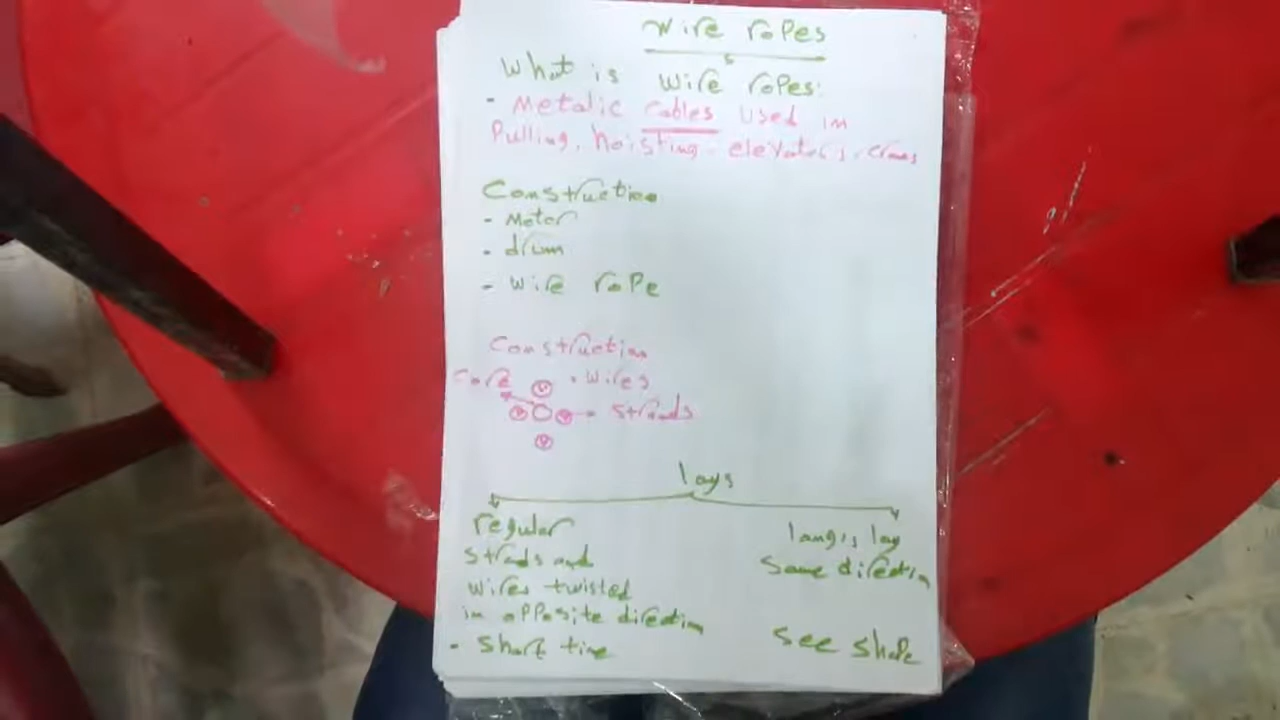 Wire ropes
What is wire ropes:
- Metalic cables used in
Pulling, hoisting, elevators, cranes
Construction
- Motor
- drum
- wire rope
Construction
Core
- wires
strands
lays
regular
strands and
wires twisted
in opposite direction
- short time
lang,s lay
same direction
see shape